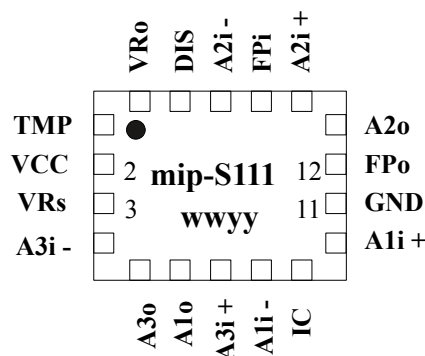 VRo
DIS
A2i -
FPi
A2i +
TMP
A2o
VCC
2
mip-S111
12
FPo
VRs
3
wwyy
11
GND
A3i -
A1i +
A3o
A1o
A3i +
A1i -
IC